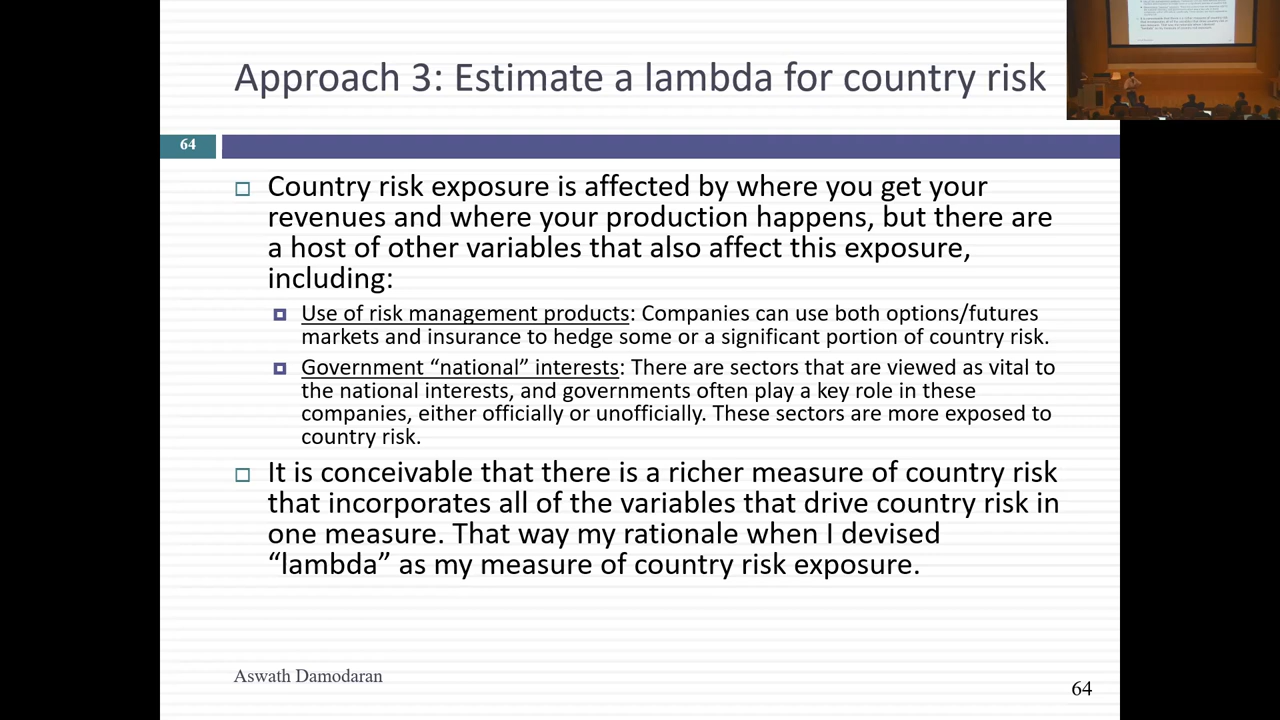 Approach 3: Estimate a lambda for country risk
64
Country risk exposure is affected by where you get your
revenues and where your production happens, but there are
a host of other variables that also affect this exposure,
including:
Use of risk management products: Companies can use both options/futures
markets and insurance to hedge some or a significant portion of country risk.
Government “national” interests: There are sectors that are viewed as vital to
the national interests, and governments often play a key role in these
companies, either officially or unofficially. These sectors are more exposed to
country risk.
It is conceivable that there is a richer measure of country risk
that incorporates all of the variables that drive country risk in
one measure. That way my rationale when I devised
“lambda” as my measure of country risk exposure.
Aswath Damodaran
64